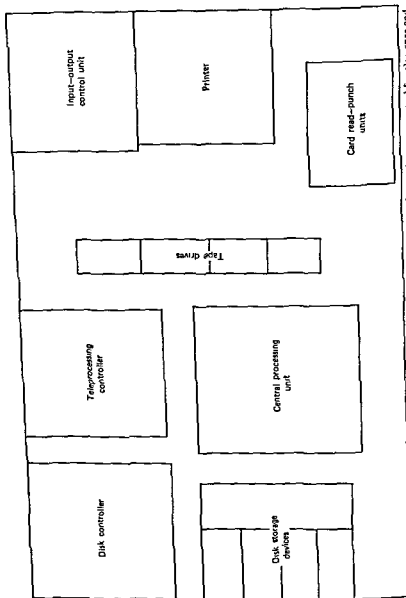 Input-output
control unit
Printer
Card read-punch
units
Tape drives
Teleprocessing
controller
Central processing
unit
Disk controller
Disk storage
devices